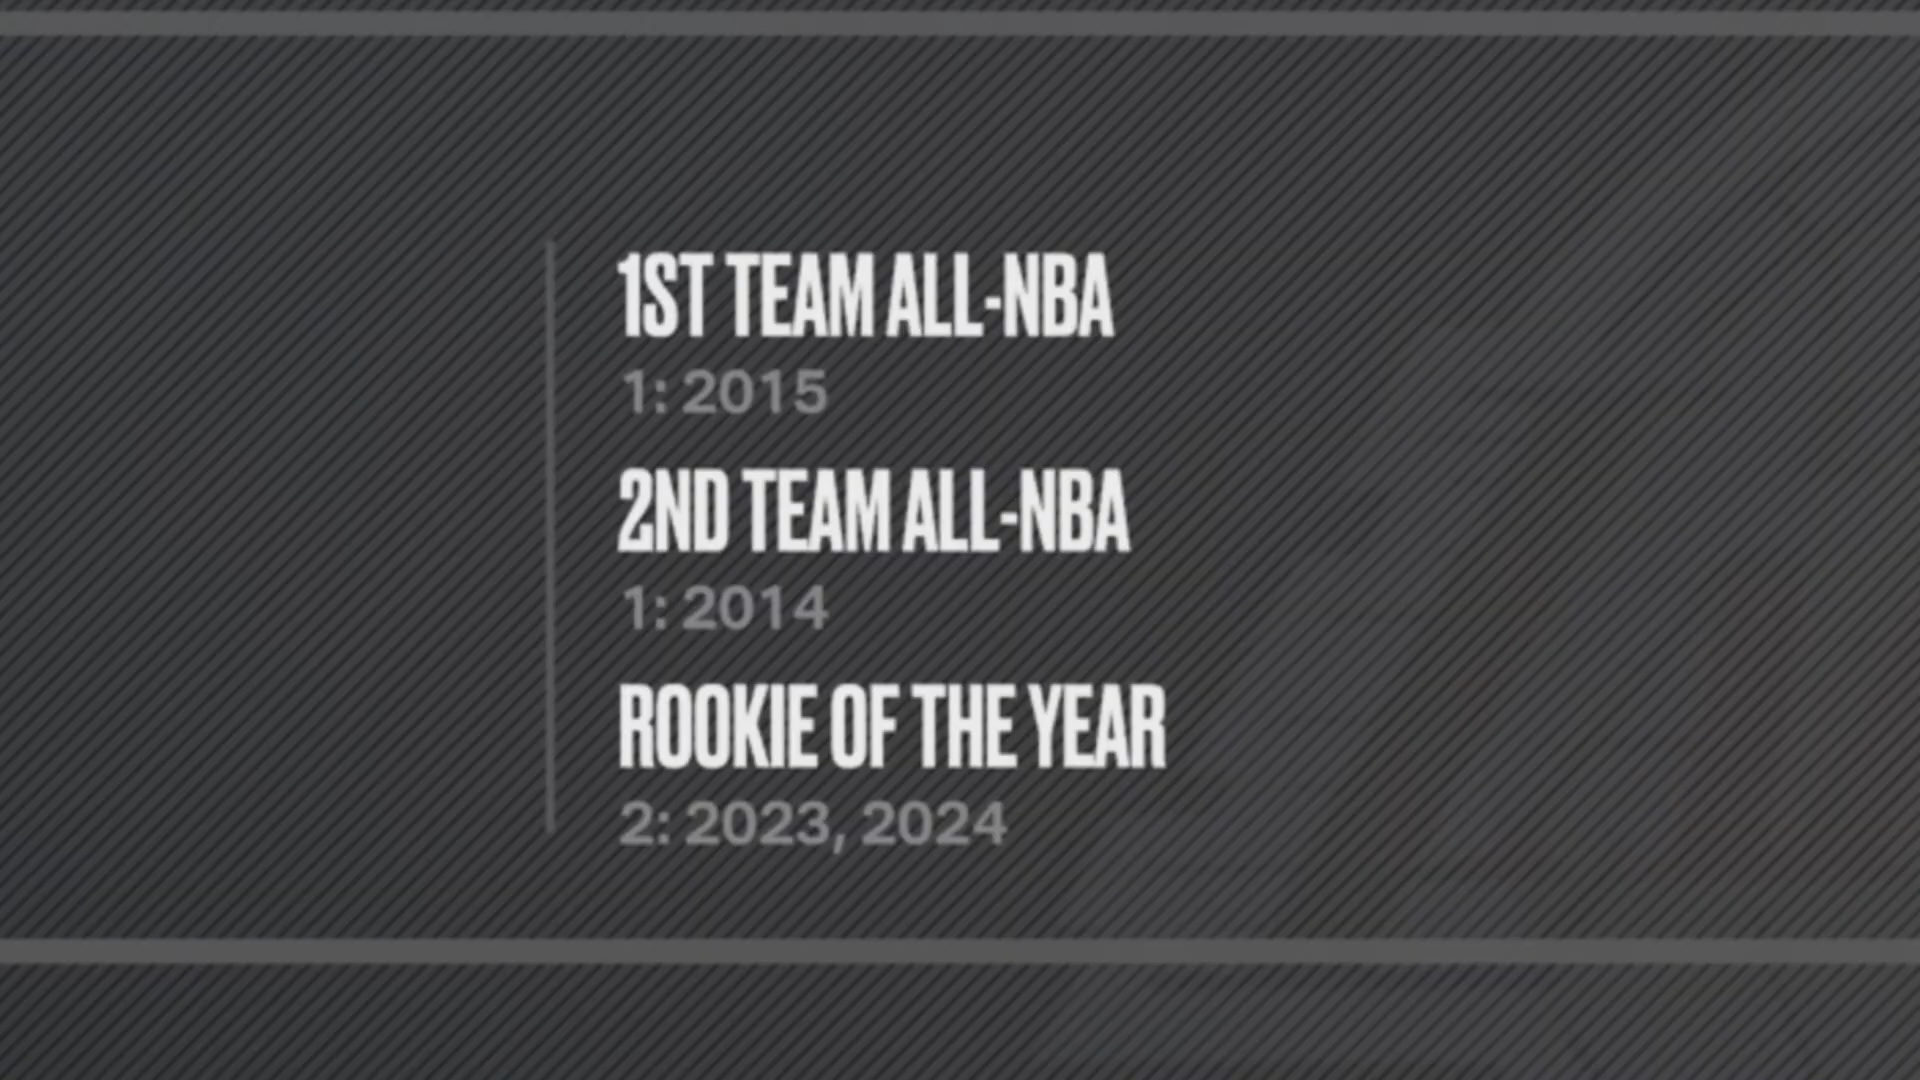 1ST TEAM ALL-NBA
1: 2015
2ND TEAM ALL-NBA
1: 2014
ROOKIE OF THE YEAR
2: 2023, 2024